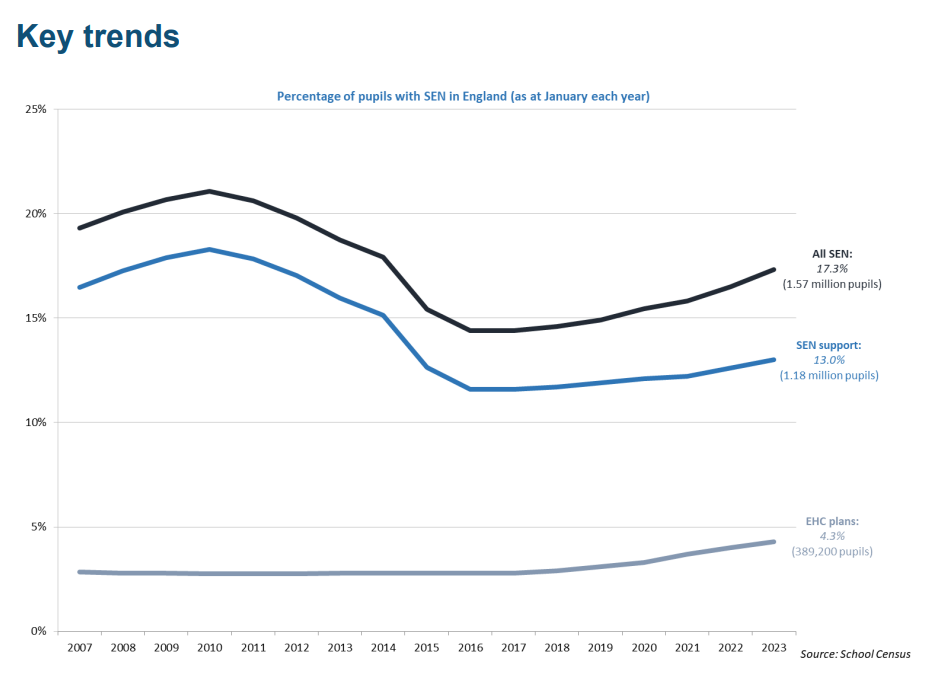 Key trends
Percentage of pupils with SEN in England (as at January each year)
25%
20%
15%
10%
5%
0%
All SEN:
17.3%
(1.57 million pupils)
SEN support:
13.0%
(1.18 million pupils)
EHC plans:
4.3%
(389,200 pupils)
2007 2008 2009 2010 2011 2012 2013 2014 2015 2016 2017 2018 2019 2020 2021 2022 2023
Source: School Census